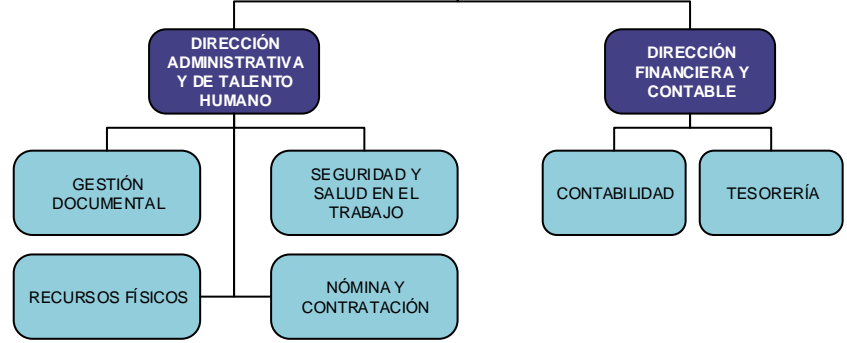 DIRECCIÓN
ADMINISTRATIVA
Y DE TALENTO
HUMANO
DIRECCIÓN
FINANCIERA Y
CONTABLE
GESTIÓN
DOCUMENTAL
SEGURIDAD Y
SALUD EN EL
TRABAJO
CONTABILIDAD
TESORERÍA
RECURSOS FÍSICOS
NÓMINA Y
CONTRATACIÓN